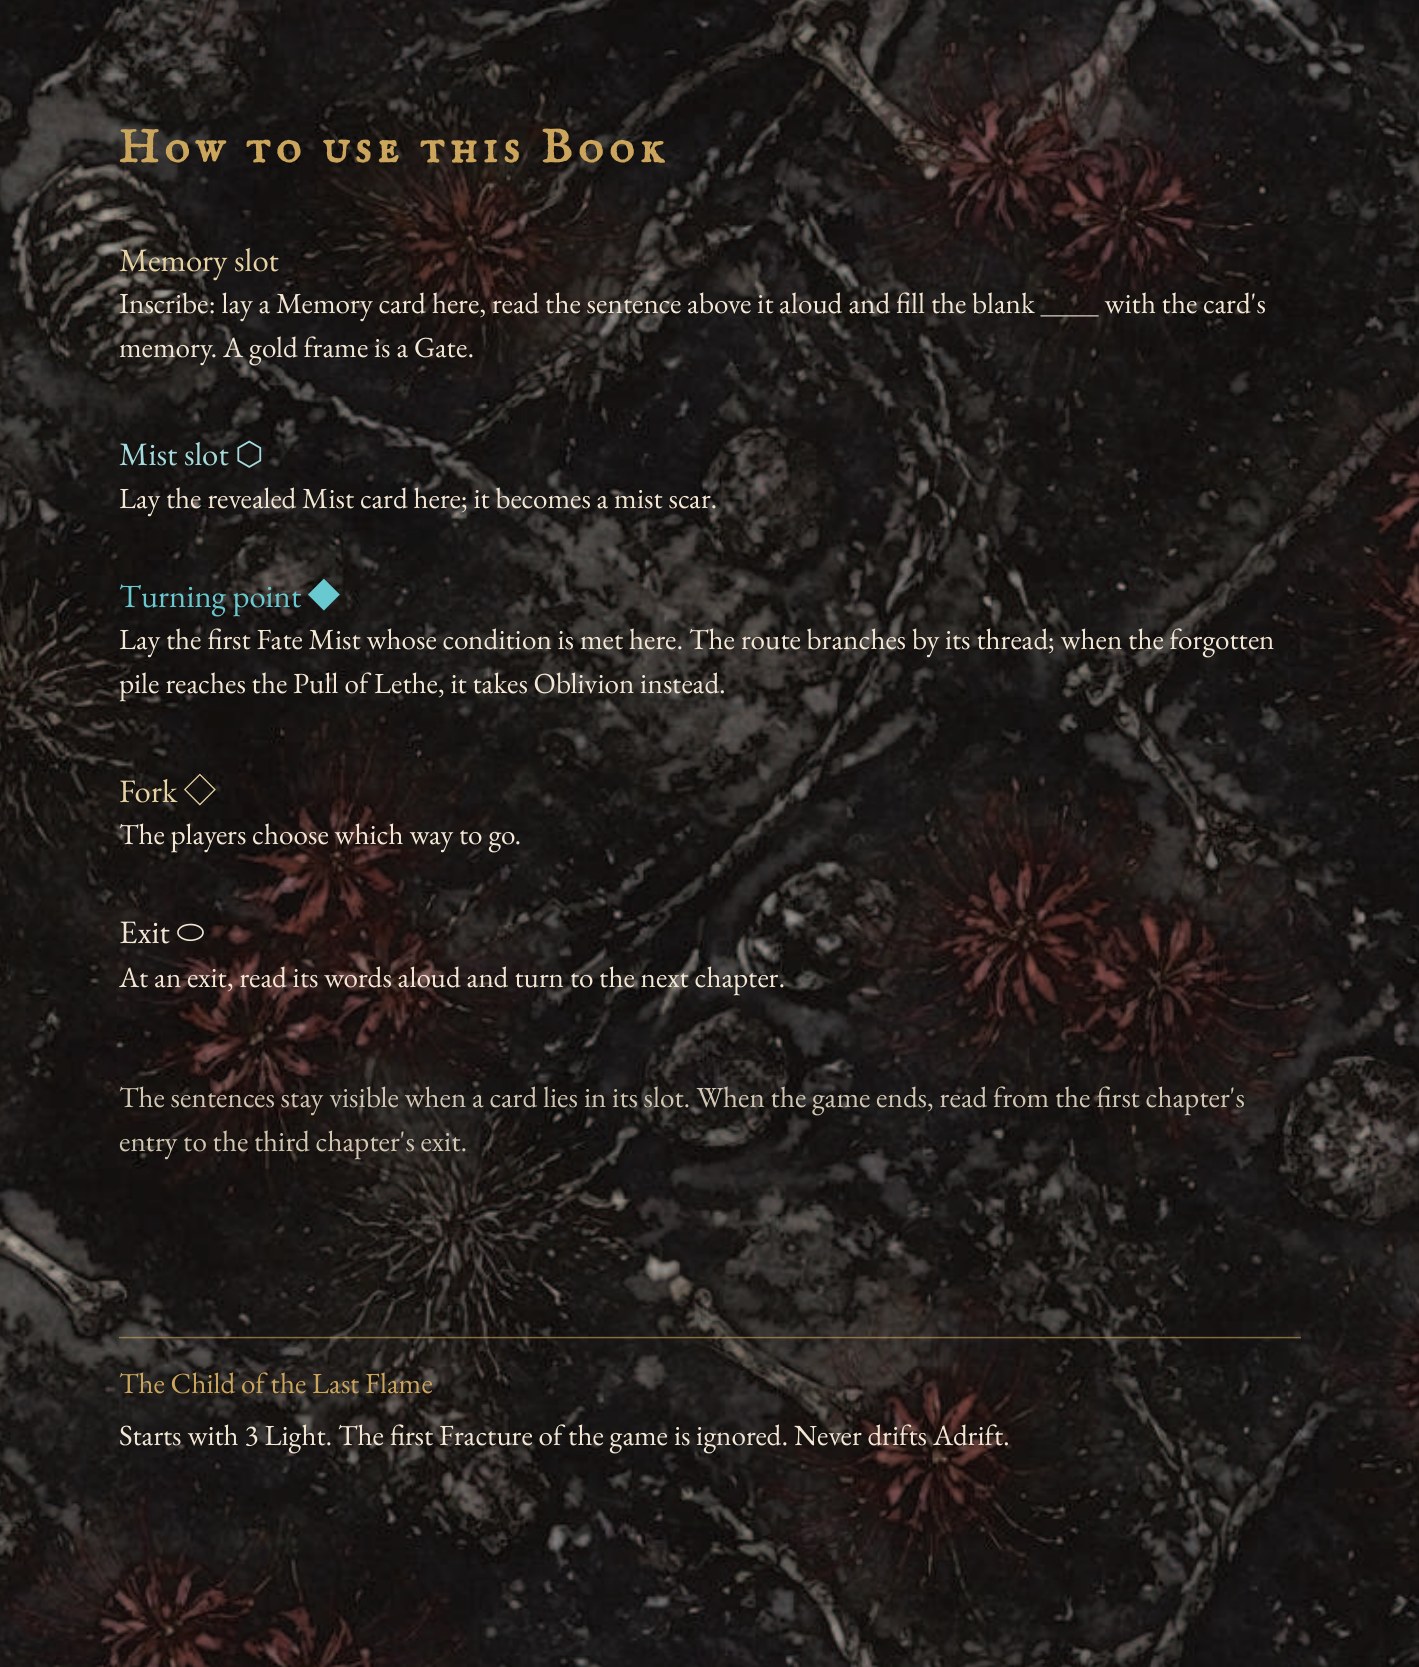 How to use this Book
Memory slot
Inscribe: lay a Memory card here, read the sentence above it aloud and fill the blank ____ with the card's
memory. A gold frame is a Gate.
Mist slot ⬡
Lay the revealed Mist card here; it becomes a mist scar.
Turning point ◆
Lay the first Fate Mist whose condition is met here. The route branches by its thread; when the forgotten
pile reaches the Pull of Lethe, it takes Oblivion instead.
Fork ◇
The players choose which way to go.
Exit ⬭
At an exit, read its words aloud and turn to the next chapter.
The sentences stay visible when a card lies in its slot. When the game ends, read from the first chapter's
entry to the third chapter's exit.
The Child of the Last Flame
Starts with 3 Light. The first Fracture of the game is ignored. Never drifts Adrift.